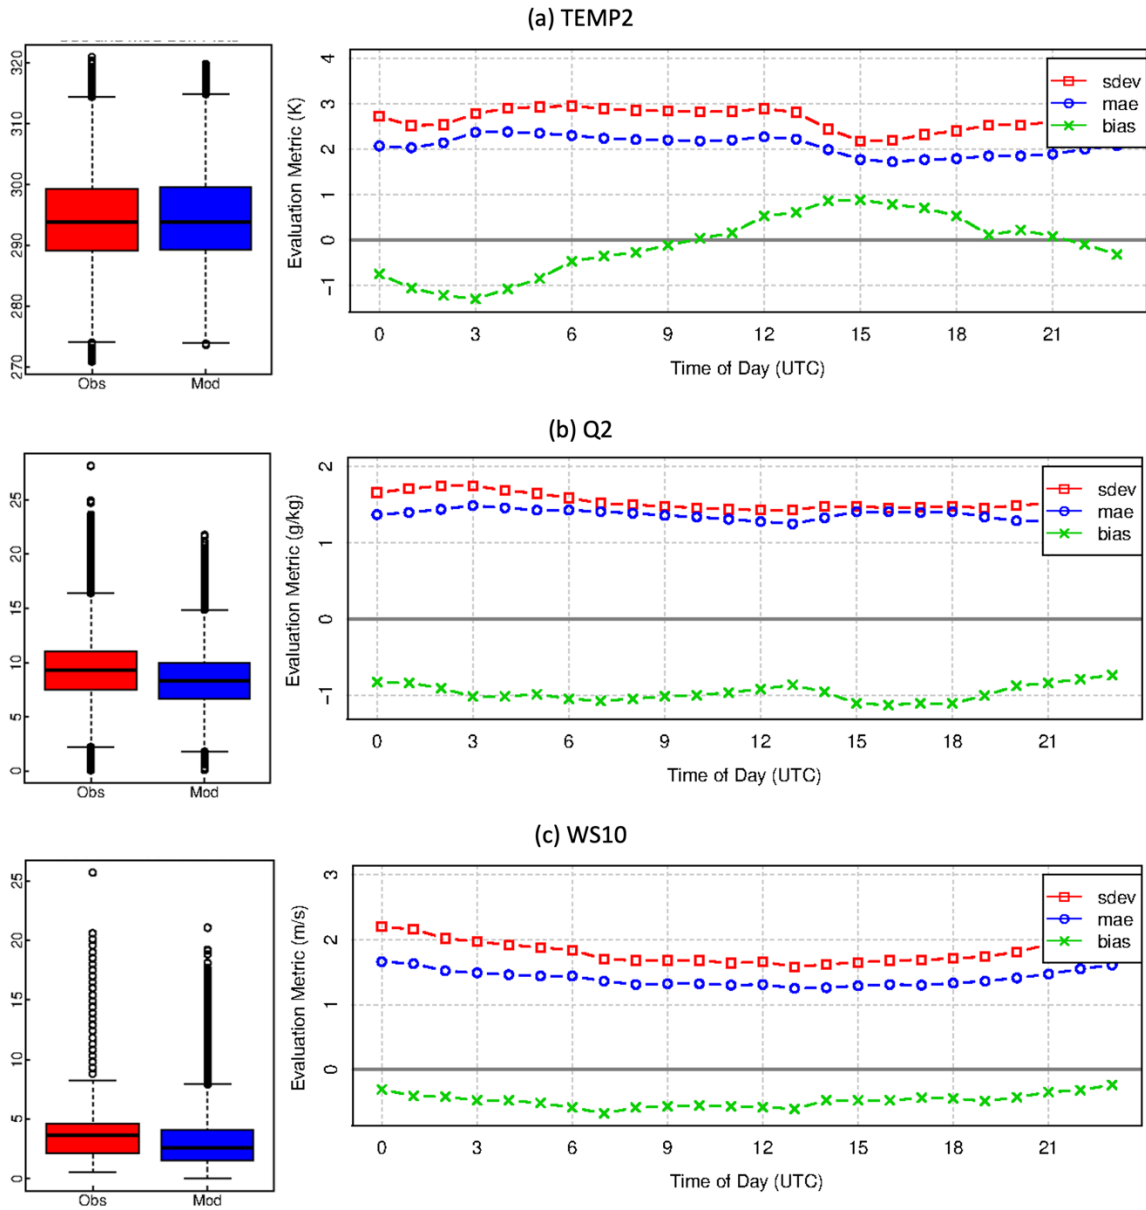 (a) TEMP2
320
310
300
290
280
270
Obs
Mod
Evaluation Metric (K)
4
3
2
1
0
−1
sdev
mae
bias
0 3 6 9 12 15 18 21
Time of Day (UTC)
(b) Q2
25
20
15
10
5
0
Obs
Mod
Evaluation Metric (g/kg)
2
1
0
−1
sdev
mae
bias
0 3 6 9 12 15 18 21
Time of Day (UTC)
(c) WS10
25
20
15
10
5
0
Obs
Mod
Evaluation Metric (m/s)
3
2
1
0
sdev
mae
bias
0 3 6 9 12 15 18 21
Time of Day (UTC)